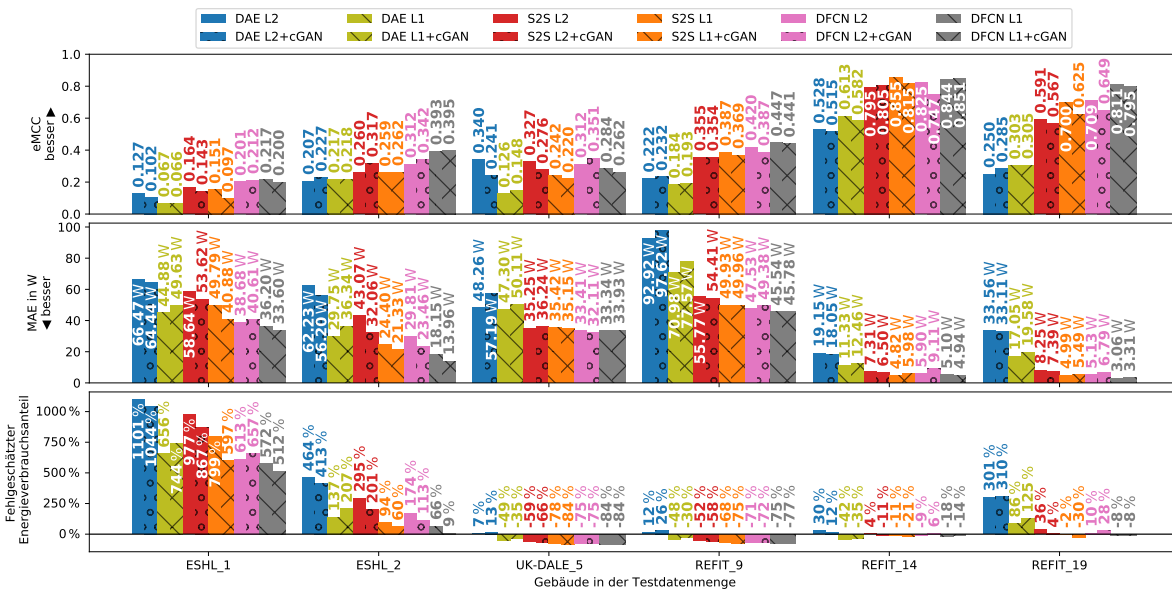 DAE L2 DAE L1 S2S L2 S2S L1 DFCN L2 DFCN L1
DAE L2+cGAN DAE L1+cGAN S2S L2+cGAN S2S L1+cGAN DFCN L2+cGAN DFCN L1+cGAN
eMCC
besser ▶
1.0
0.8
0.6
0.4
0.2
0.0
0.127 0.102 0.067 0.066 0.164 0.143 0.151 0.097 0.201 0.212 0.217 0.200
0.207 0.227 0.217 0.218 0.260 0.317 0.259 0.262 0.312 0.342 0.393 0.395
0.340 0.241 0.126 0.148 0.327 0.276 0.242 0.220 0.312 0.351 0.284 0.262
0.222 0.232 0.184 0.193 0.355 0.354 0.387 0.369 0.420 0.387 0.447 0.441
0.528 0.515 0.613 0.582 0.795 0.805 0.855 0.815 0.825 0.747 0.844 0.851
0.250 0.285 0.303 0.305 0.591 0.567 0.700 0.625 0.649 0.811 0.795
MAE in W
◀ besser
100
80
60
40
20
0
66.47 W 64.44 W 44.88 W 49.63 W 58.64 W 53.62 W 49.79 W 40.88 W 38.68 W 40.61 W 36.20 W 33.60 W
62.23 W 56.20 W 29.75 W 36.34 W 43.07 W 32.06 W 24.40 W 21.33 W 29.81 W 23.46 W 18.15 W 13.96 W
48.26 W 57.49 W 47.30 W 50.11 W 35.25 W 36.24 W 35.42 W 35.15 W 33.41 W 32.11 W 33.34 W 33.93 W
92.92 W 97.62 W 70.98 W 55.77 W 54.41 W 49.93 W 49.96 W 47.53 W 49.38 W 45.54 W 45.78 W
19.15 W 18.05 W 11.33 W 12.46 W 7.31 W 6.50 W 4.82 W 5.98 W 5.90 W 9.11 W 5.10 W 4.94 W
33.56 W 33.11 W 17.05 W 19.58 W 8.25 W 7.39 W 4.99 W 5.49 W 5.13 W 6.79 W 3.06 W 3.31 W
Fehlgeschätzter
Energieverbrauchsanteil
1000 %
750 %
500 %
250 %
0 %
1101 % 1044 % 656 % 744 % 977 % 867 % 799 % 597 % 613 % 657 % 572 % 512 %
464 % 413 % 137 % 207 % 295 % 201 % 94 % 60 % 174 % 113 % 66 % 9 %
7 % 13 % -49 % -35 % -59 % -66 % -78 % -84 % -75 % -75 % -84 % -84 %
12 % 26 % -48 % -30 % -52 % -58 % -68 % -75 % -71 % -72 % -75 % -77 %
30 % 12 % -42 % -35 % 4 % -11 % -4 % -21 % -9 % 6 % -18 % -14 %
301 % 310 % 86 % 125 % 36 % 4 % -2 % -30 % 10 % 28 % -8 % -8 %
ESHL_1 ESHL_2 UK-DALE_5 REFIT_9 REFIT_14 REFIT_19
Gebäude in der Testdatenmenge